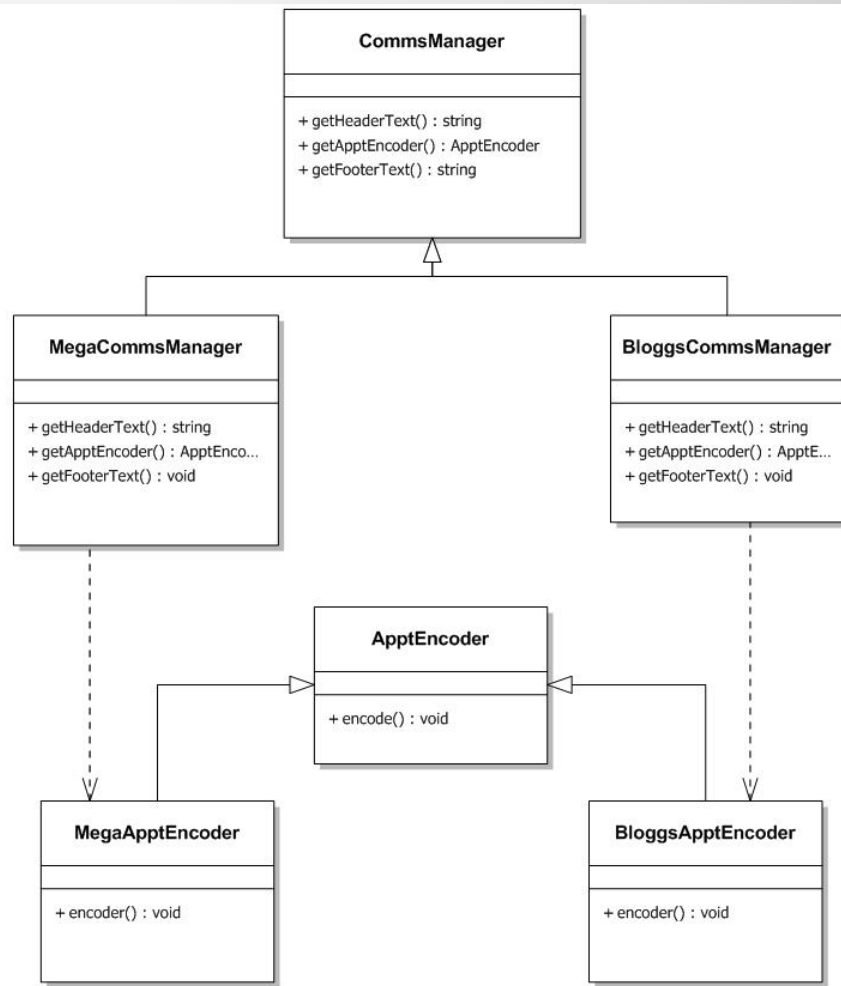 CommsManager
+ getHeaderText() : string
+ getApptEncoder() : ApptEncoder
+ getFooterText() : string
MegaCommsManager
+ getHeaderText() : string
+ getApptEncoder() : ApptEnco...
+ getFooterText() : void
BloggsCommsManager
+ getHeaderText() : string
+ getApptEncoder() : ApptE...
+ getFooterText() : void
ApptEncoder
+ encode() : void
MegaApptEncoder
+ encoder() : void
BloggsApptEncoder
+ encoder() : void